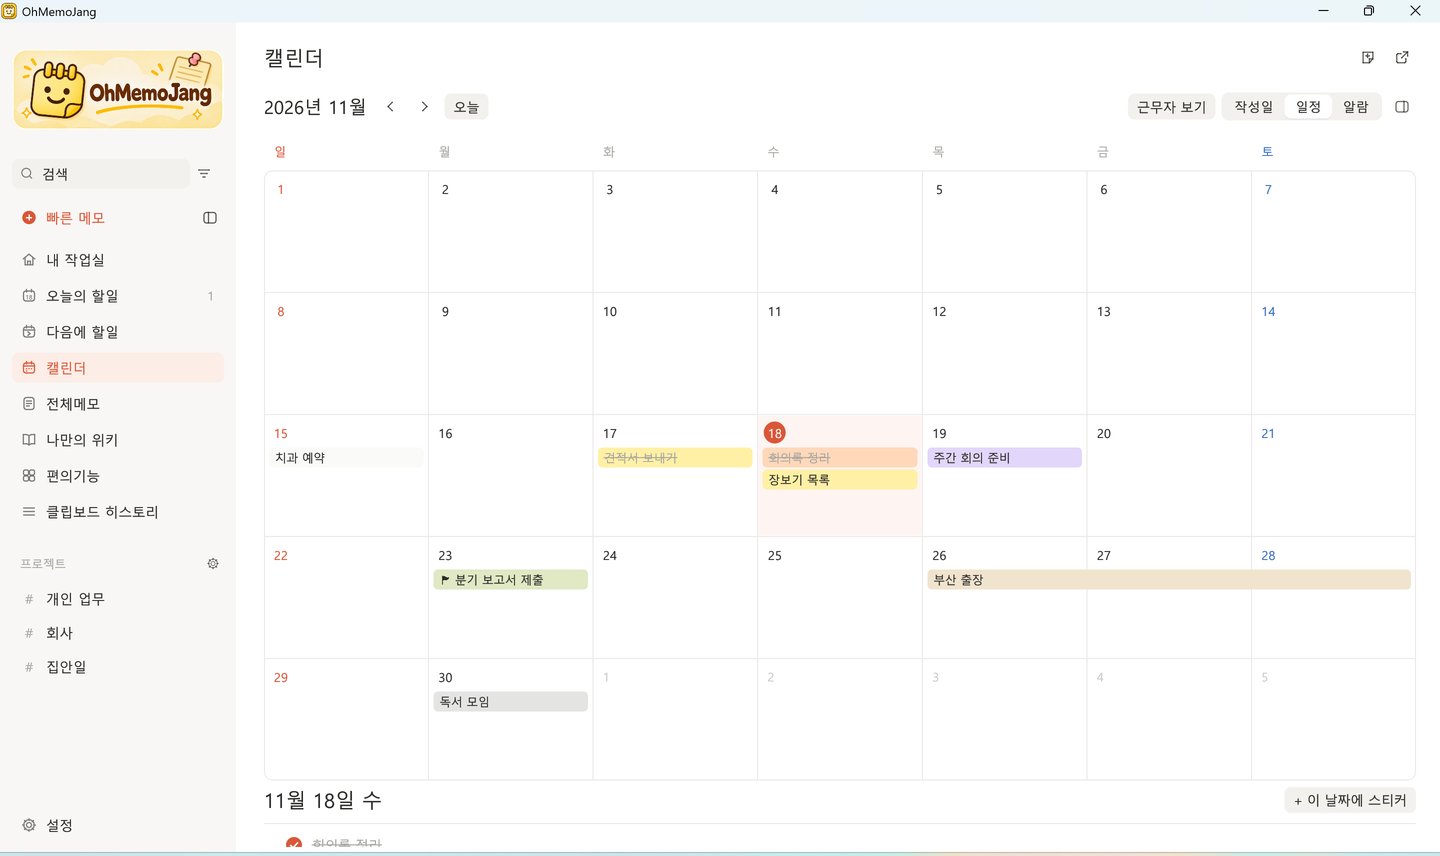 OhMemoJang
OhMemoJang
검색
빠른 메모
내 작업실
오늘의 할일 1
다음에 할일
캘린더
전체메모
나만의 위키
편의기능
클립보드 히스토리
프로젝트
# 개인 업무
# 회사
# 집안일
설정
캘린더
2026년 11월 < > 오늘
근무자 보기 작성일 일정 알람
일 월 화 수 목 금 토
1 2 3 4 5 6 7
8 9 10 11 12 13 14
15 16 17 18 19 20 21
치과 예약 견적서 보내기 회의록 정리 주간 회의 준비
장보기 목록
22 23 24 25 26 27 28
분기 보고서 제출 부산 출장
29 30 1 2 3 4 5
독서 모임
11월 18일 수
+ 이 날짜에 스티커
회의록 정리